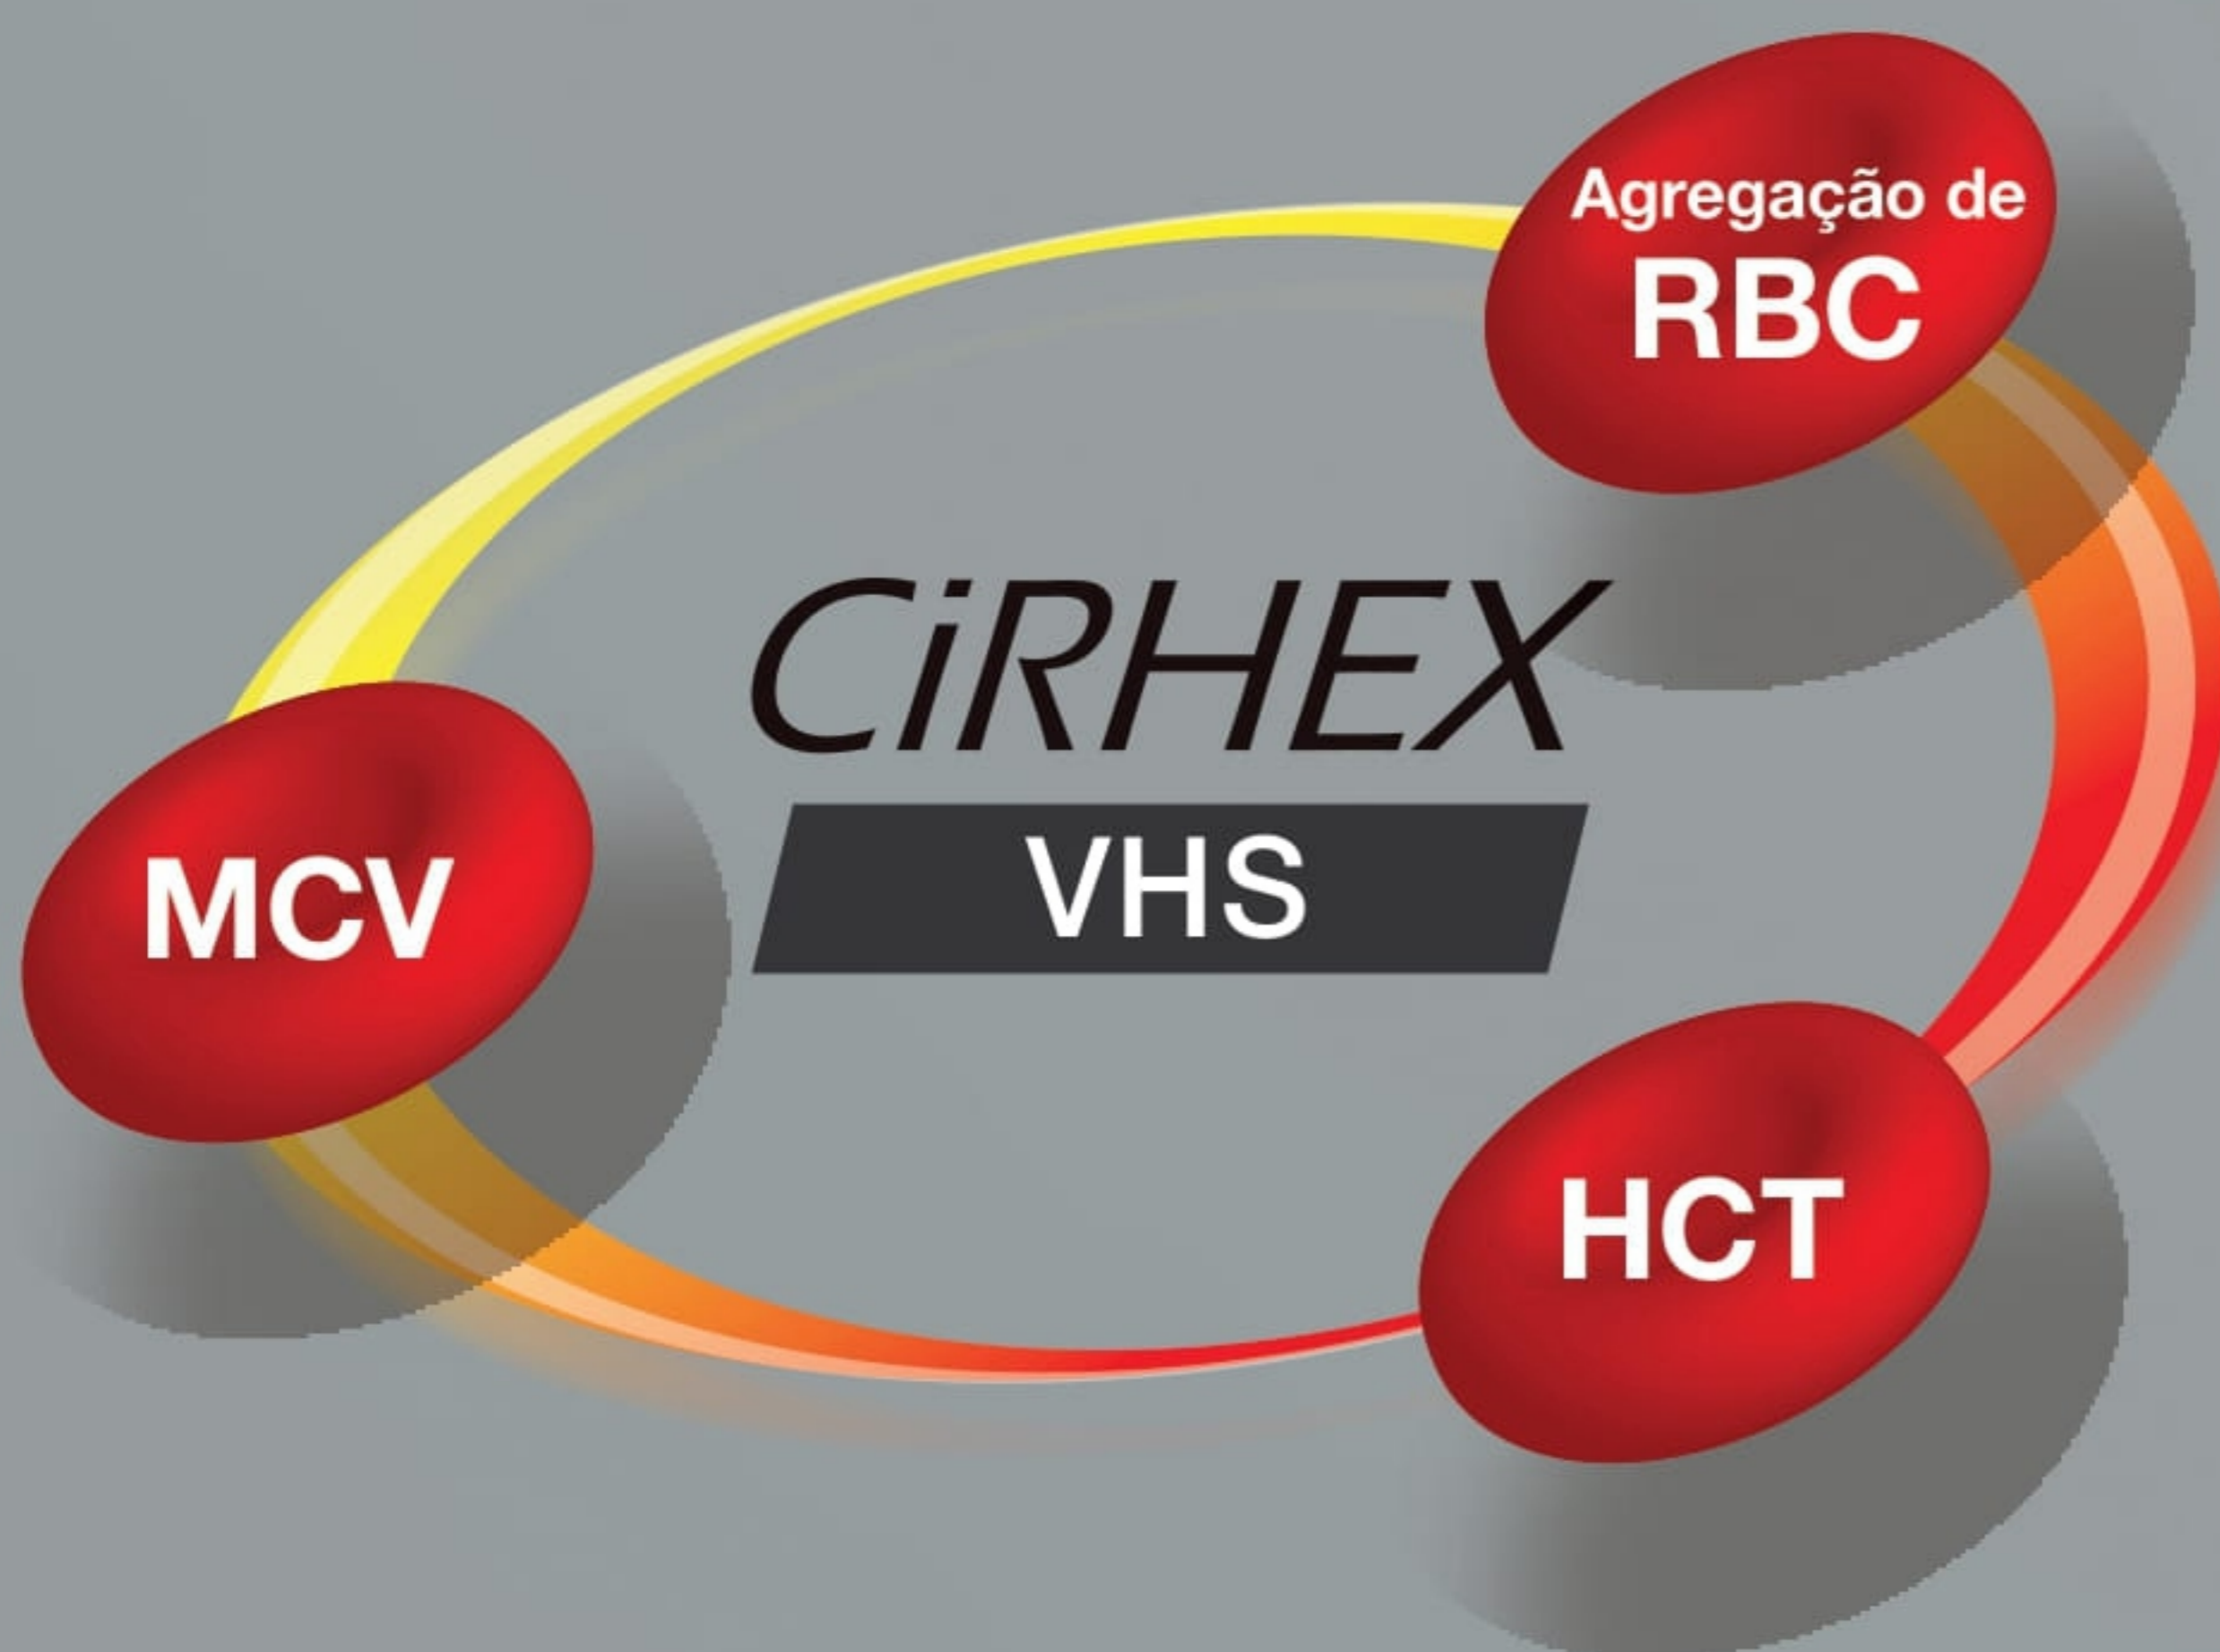 Agregação de
RBC
CiRHEX
VHS
MCV
HCT